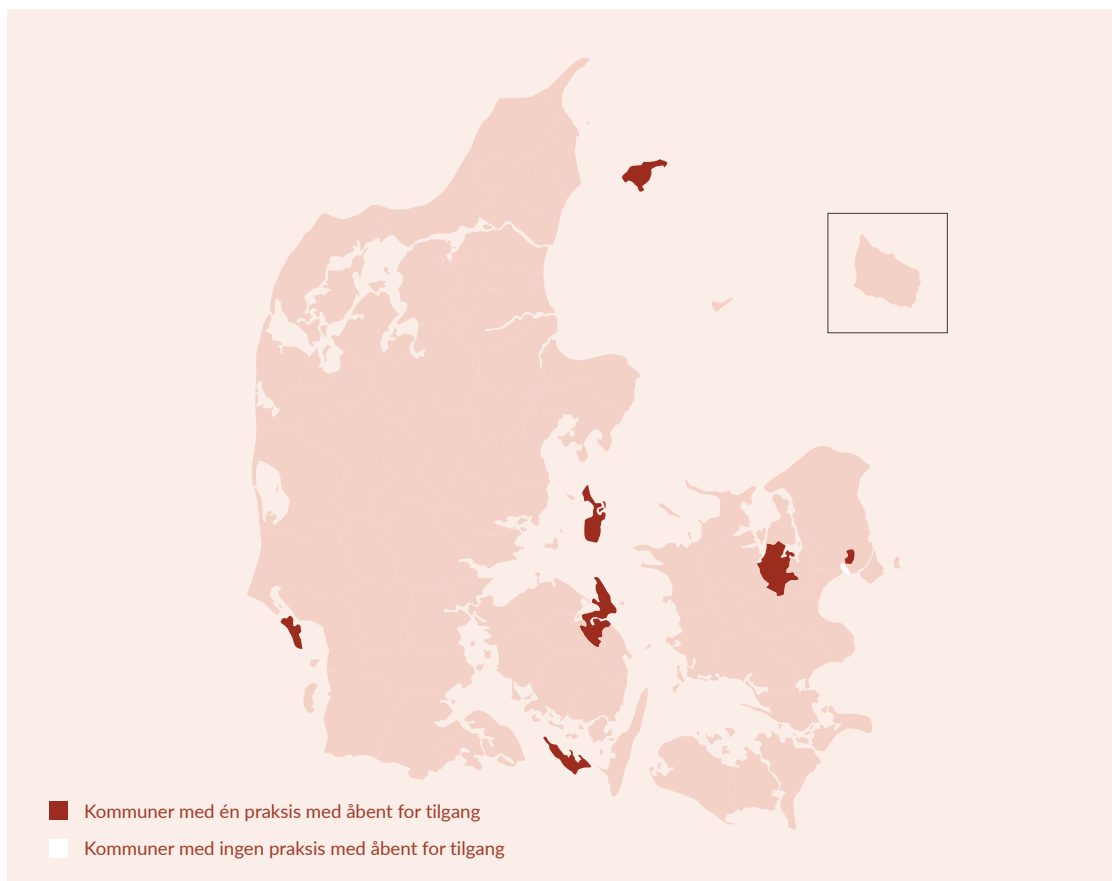 Kommuner med én praksis med åbent for tilgang
Kommuner med ingen praksis med åbent for tilgang